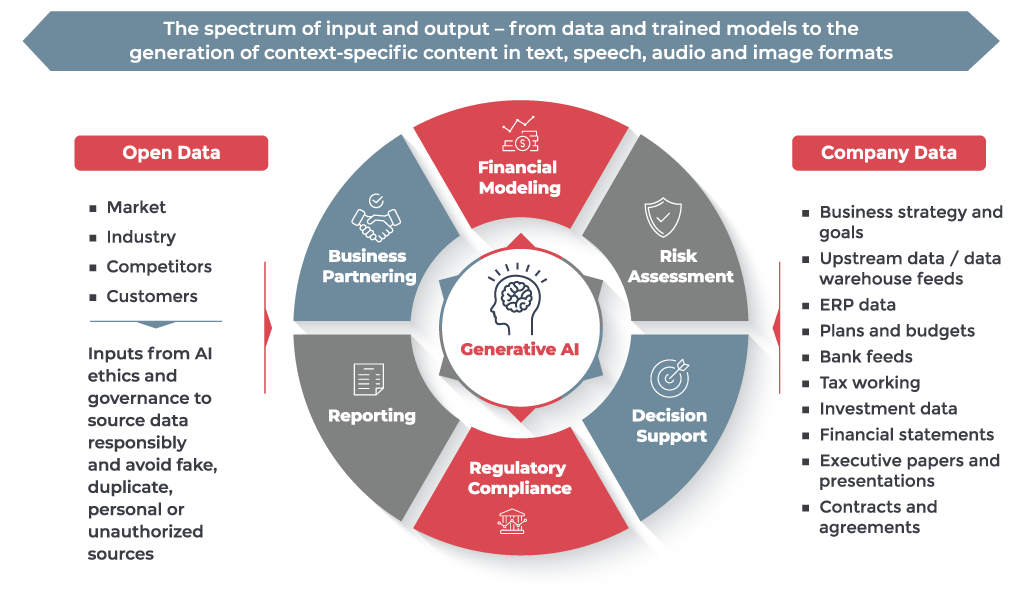 The spectrum of input and output – from data and trained models to the
generation of context-specific content in text, speech, audio and image formats
Open Data
■ Market
■ Industry
■ Competitors
■ Customers
Inputs from AI
ethics and
governance to
source data
responsibly
and avoid fake,
duplicate,
personal or
unauthorized
sources
Financial
Modeling
Risk
Assessment
Decision
Support
Regulatory
Compliance
Reporting
Business
Partnering
Generative AI
Company Data
■ Business strategy and
goals
■ Upstream data / data
warehouse feeds
■ ERP data
■ Plans and budgets
■ Bank feeds
■ Tax working
■ Investment data
■ Financial statements
■ Executive papers and
presentations
■ Contracts and
agreements